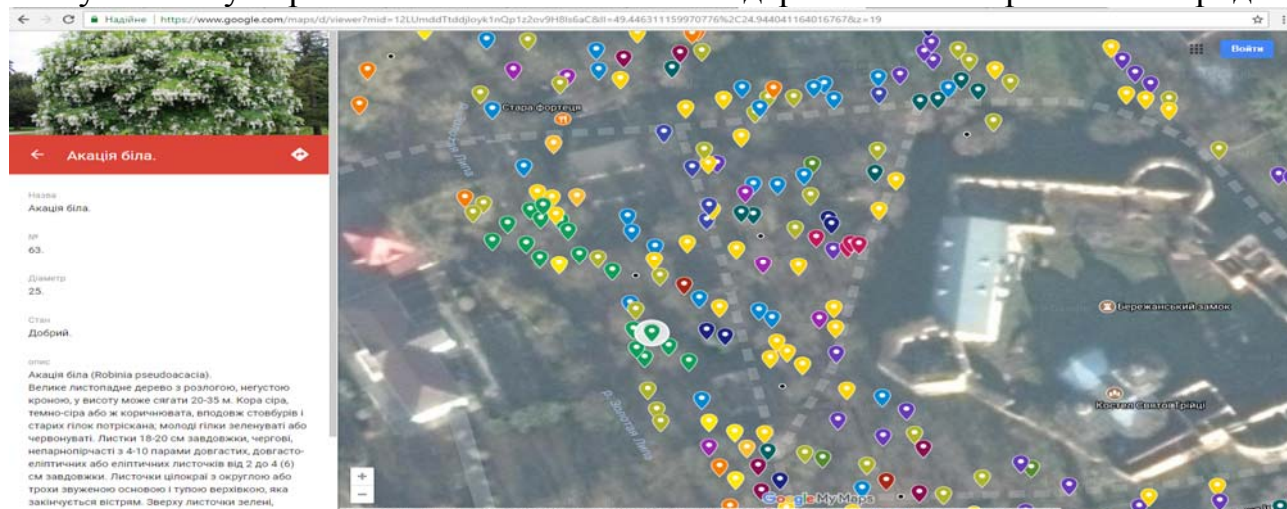 Надійне https://www.google.com/maps/d/viewer?mid=12LUmddTtddjloyk1nQp1z2ov9H8Is6aC&ll=49.446311159970776%2C24.944041164016767&z=19
Войти
Стара фортеця
Акація біла.
Назва
Акація біла.
№
63.
Діаметр
25.
Стан
Добрий.
опис
Акація біла (Robinia pseudoacacia).
Велике листопадне дерево з розлогою, негустою
кроною, у висоту може сягати 20-35 м. Кора сіра,
темно-сіра або ж коричнювата, вподовж стовбурів і
старих гілок потріскана; молоді гілки зеленуваті або
червонуваті. Листки 18-20 см завдовжки, чергові,
непарнопірчасті з 4-10 парами довгастих, довгасто-
еліптичних або еліптичних листочків від 2 до 4 (6)
см завдовжки. Листочки цілокраї з округлою або
трохи звуженою основою і тупою верхівкою, яка
закінчується вістрям. Зверху листочки зелені,
Бережанський замок
Костел Святої Трійці
р. Золотая Липа
Google My Maps